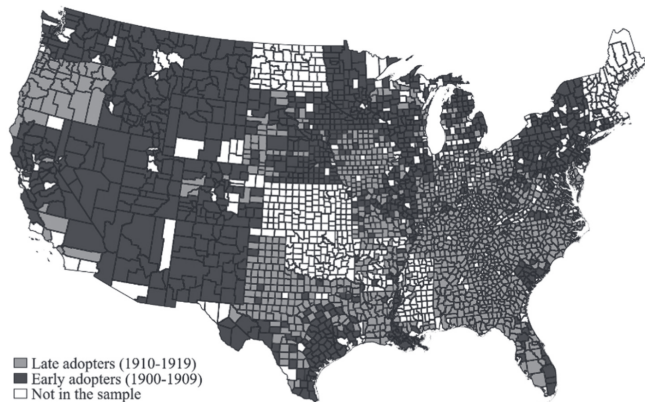 Late adopters (1910-1919)
Early adopters (1900-1909)
Not in the sample